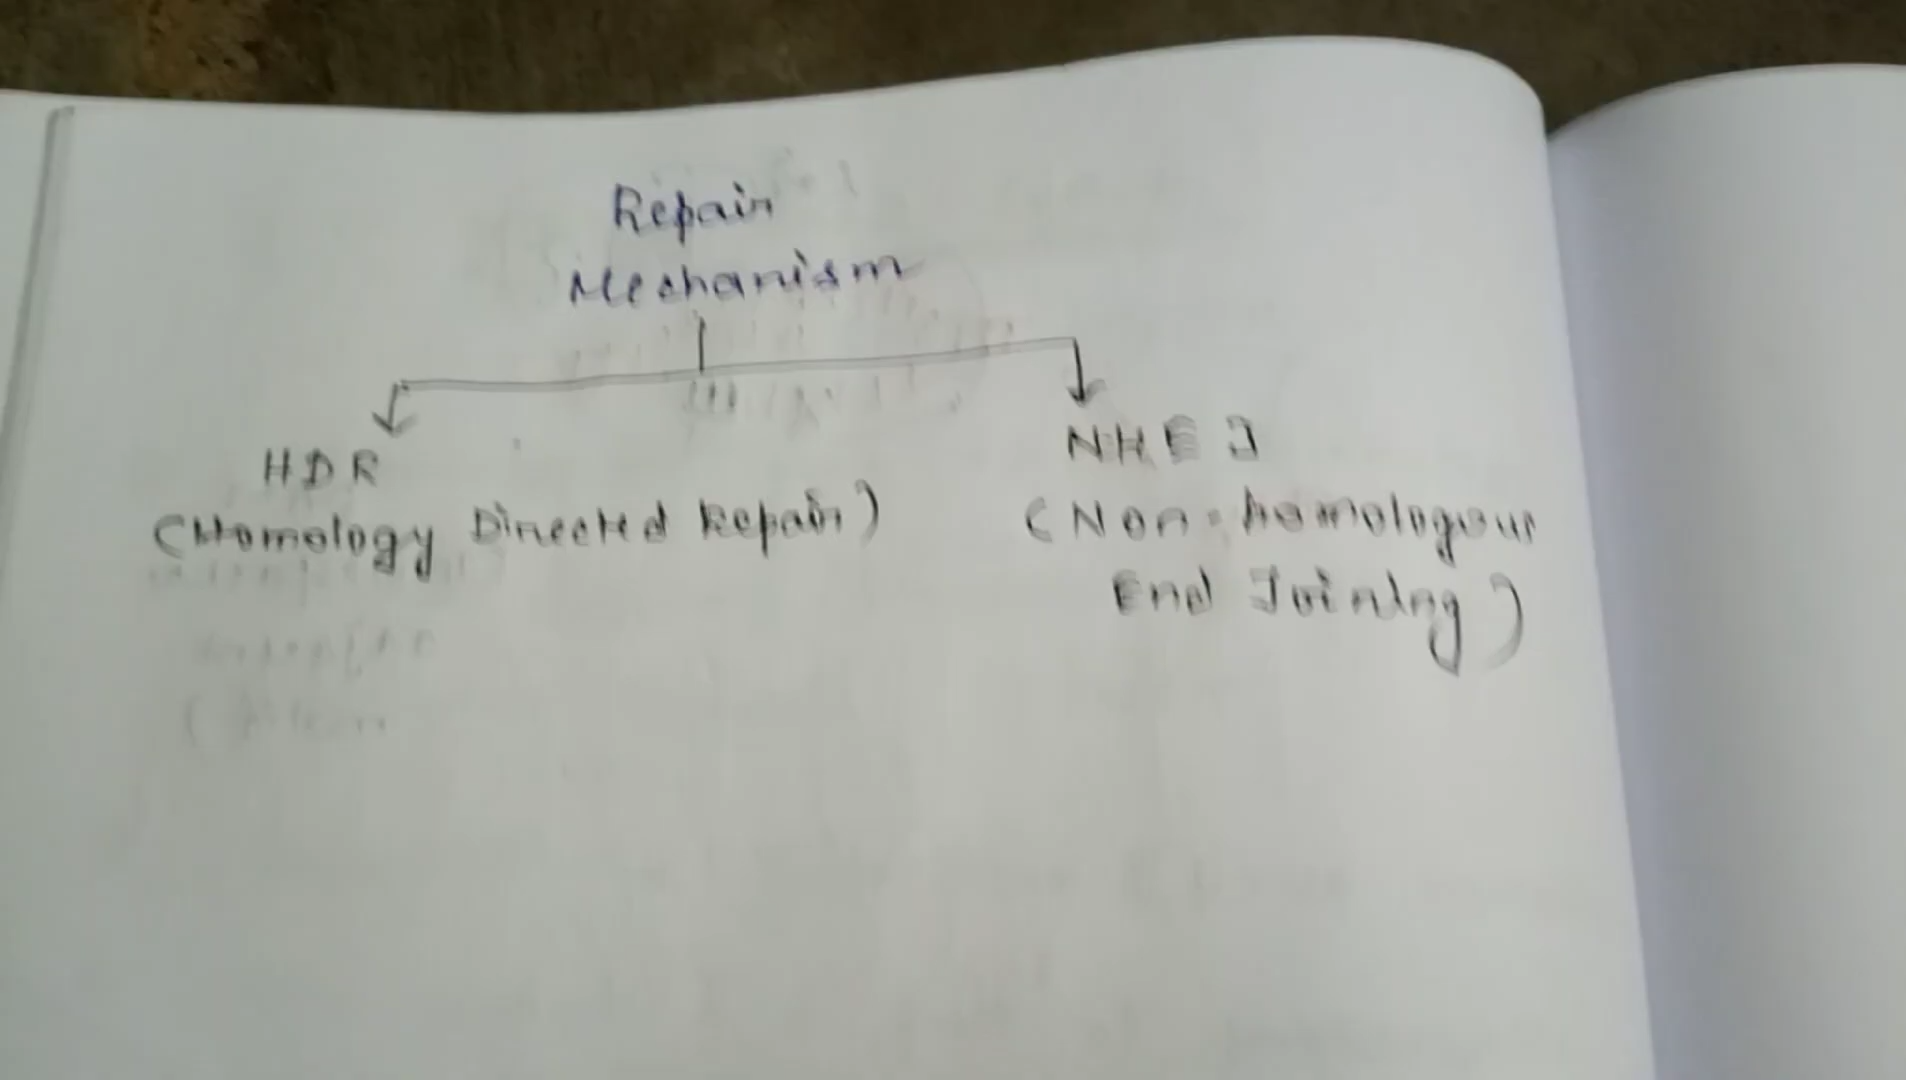 Repair
Mechanism
HDR
(Homology Directed Repair)
NHEJ
(Non-homologous
End Joining)